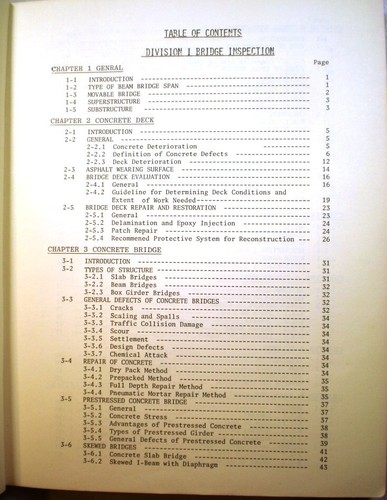 TABLE OF CONTENTS
DIVISION I BRIDGE INSPECTION
Page
CHAPTER 1 GENRAL
1-1 INTRODUCTION ---------------------------------------- 1
1-2 TYPE OF BEAM BRIDGE SPAN ---------------------------- 1
1-3 MOVABLE BRIDGE -------------------------------------- 2
1-4 SUPERSTRUCTURE -------------------------------------- 3
1-5 SUBSTRUCTURE ---------------------------------------- 3
CHAPTER 2 CONCRETE DECK
2-1 INTRODUCTION ---------------------------------------- 5
2-2 GENERAL --------------------------------------------- 5
2-2.1 Concrete Deterioration ------------------------ 5
2-2.2 Definition of Concrete Defects ---------------- 6
2-2.3 Deck Deterioration ---------------------------- 12
2-3 ASPHALT WEARING SURFACE ----------------------------- 14
2-4 BRIDGE DECK EVALUATION ------------------------------ 16
2-4.1 General --------------------------------------- 16
2-4.2 Guideline for Determining Deck Conditions and
Extent of Work Needed-------------------------- 19
2-5 BRIDGE DECK REPAIR AND RESTORATION ------------------ 23
2-5.1 General --------------------------------------- 23
2-5.2 Delamination and Epoxy Injection -------------- 24
2-5.3 Patch Repair ---------------------------------- 24
2-5.4 Recommened Protective System for Reconstruction --- 26
CHAPTER 3 CONCRETE BRIDGE
3-1 INTRODUCTION ---------------------------------------- 31
3-2 TYPES OF STRUCTURE ---------------------------------- 31
3-2.1 Slab Bridges ---------------------------------- 31
3-2.2 Beam Bridges ---------------------------------- 32
3-2.3 Box Girder Bridges ---------------------------- 32
3-3 GENERAL DEFECTS OF CONCRETE BRIDGES ----------------- 34
3-3.1 Cracks ---------------------------------------- 34
3-3.2 Scaling and Spalls ---------------------------- 34
3-3.3 Traffic Collision Damage ---------------------- 34
3-3.4 Scour ----------------------------------------- 34
3-3.5 Settlement ------------------------------------ 34
3-3.6 Design Defects -------------------------------- 34
3-3.7 Chemical Attack ------------------------------- 34
3-4 REPAIR OF CONCRETE ---------------------------------- 34
3-4.1 Dry Pack Method ------------------------------- 34
3-4.2 Prepacked Method ------------------------------ 35
3-4.3 Full Depth Repair Method ---------------------- 35
3-4.4 Pneumatic Mortar Repair Method ---------------- 35
3-5 PRESTRESSED CONCRETE BRIDGE ------------------------- 37
3-5.1 General --------------------------------------- 37
3-5.2 Concrete Stress ------------------------------- 37
3-5.3 Advantages of Prestressed Concrete ------------ 38
3-5.4 Types of Prestressed Girder ------------------- 38
3-5.5 General Defects of Prestressed Concrete ------- 39
3-6 SKEWED BRIDGES -------------------------------------- 41
3-6.1 Concrete Slab Bridge -------------------------- 42
3-6.2 Skewed I-Beam with Diaphragm ------------------ 43